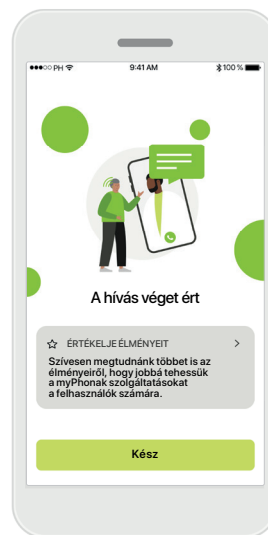 ●●●○○ PH 9:41 AM 100 %
A hívás véget ért
ÉRTÉKELJE ÉLMÉNYEIT
Szívesen megtudnánk többet is az
élményeiről, hogy jobbá tehessük
a myPhonak szolgáltatásokat
a felhasználók számára.
Kész